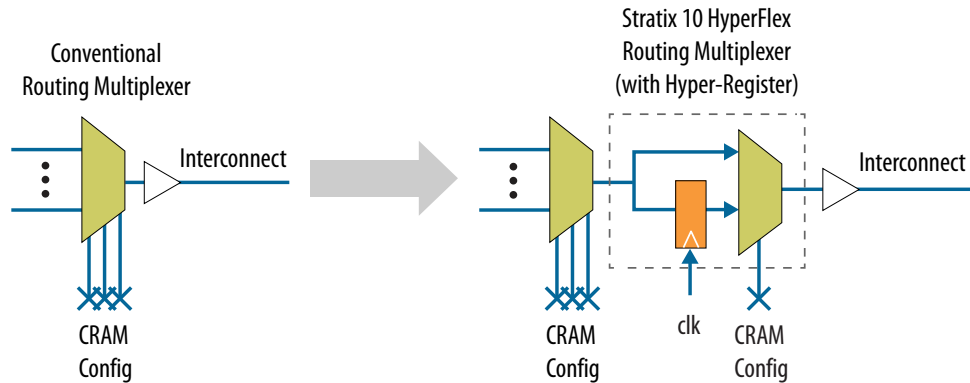 Conventional
Routing Multiplexer
Interconnect
CRAM
Config
Stratix 10 HyperFlex
Routing Multiplexer
(with Hyper-Register)
Interconnect
CRAM
Config
clk
CRAM
Config